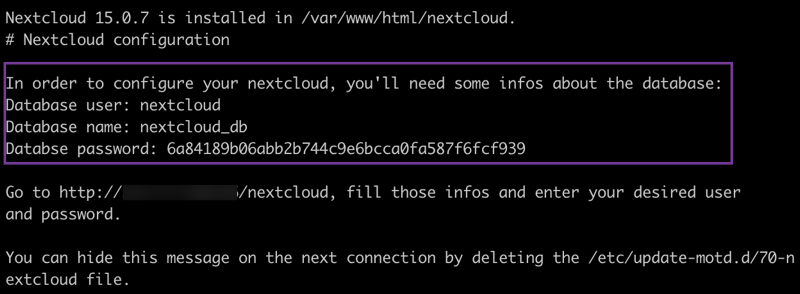 Nextcloud 15.0.7 is installed in /var/www/html/nextcloud.
# Nextcloud configuration
In order to configure your nextcloud, you'll need some infos about the database:
Database user: nextcloud
Database name: nextcloud_db
Databse password: 6a84189b06abb2b744c9e6bcca0fa587f6fcf939
Go to http:// /nextcloud, fill those infos and enter your desired user
and password.
You can hide this message on the next connection by deleting the /etc/update-motd.d/70-n
extcloud file.